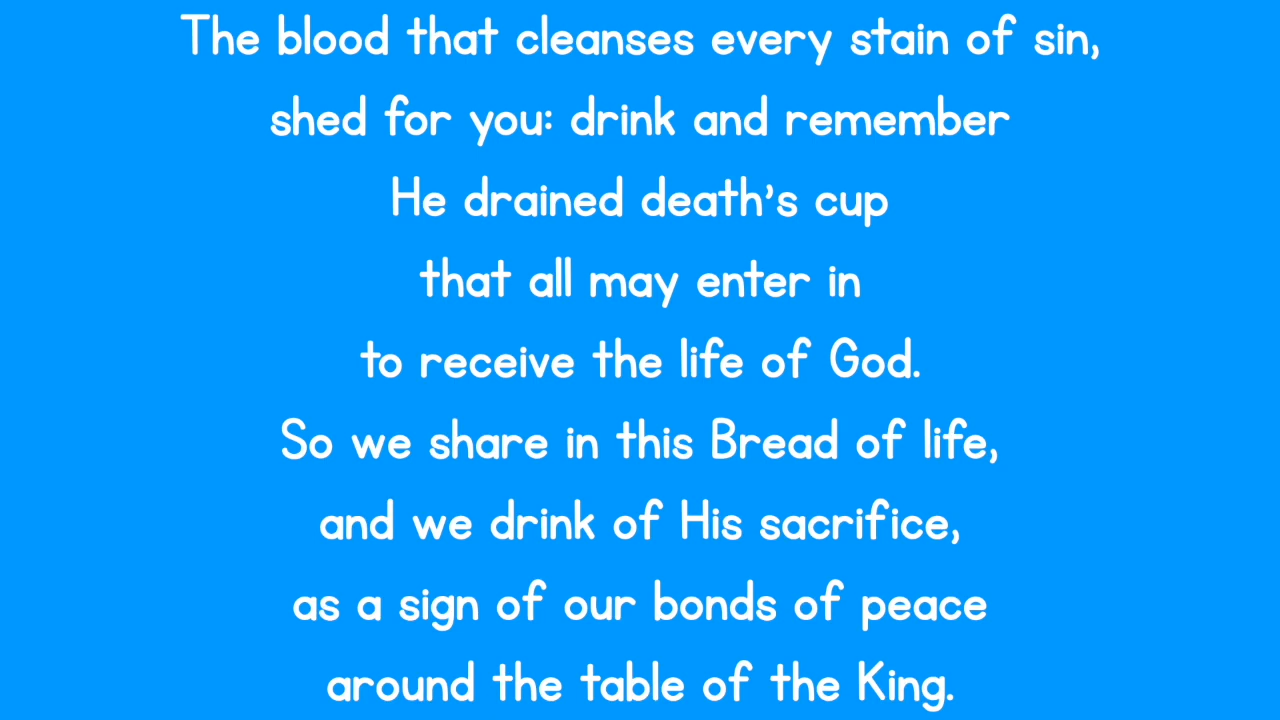 The blood that cleanses every stain of sin,
shed for you: drink and remember
He drained death’s cup
that all may enter in
to receive the life of God.
So we share in this Bread of life,
and we drink of His sacrifice,
as a sign of our bonds of peace
around the table of the King.